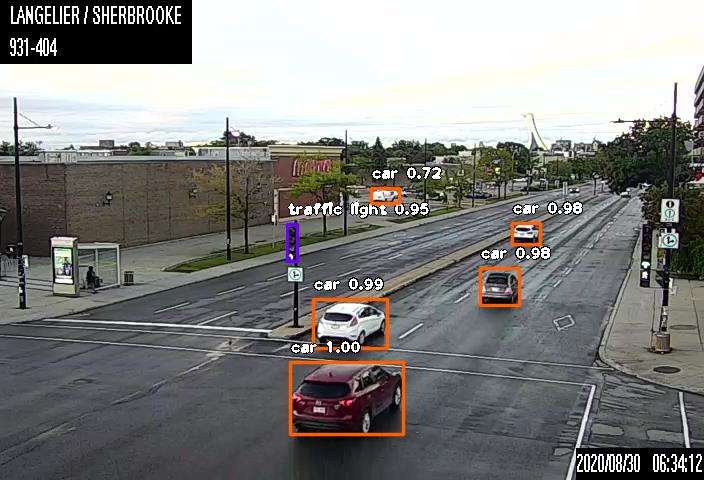 LANGELIER / SHERBROOKE
931-404
car 0.72
traffic light 0.95
car 0.98
car 0.98
car 0.99
car 1.00
2020/08/30 06:34:12